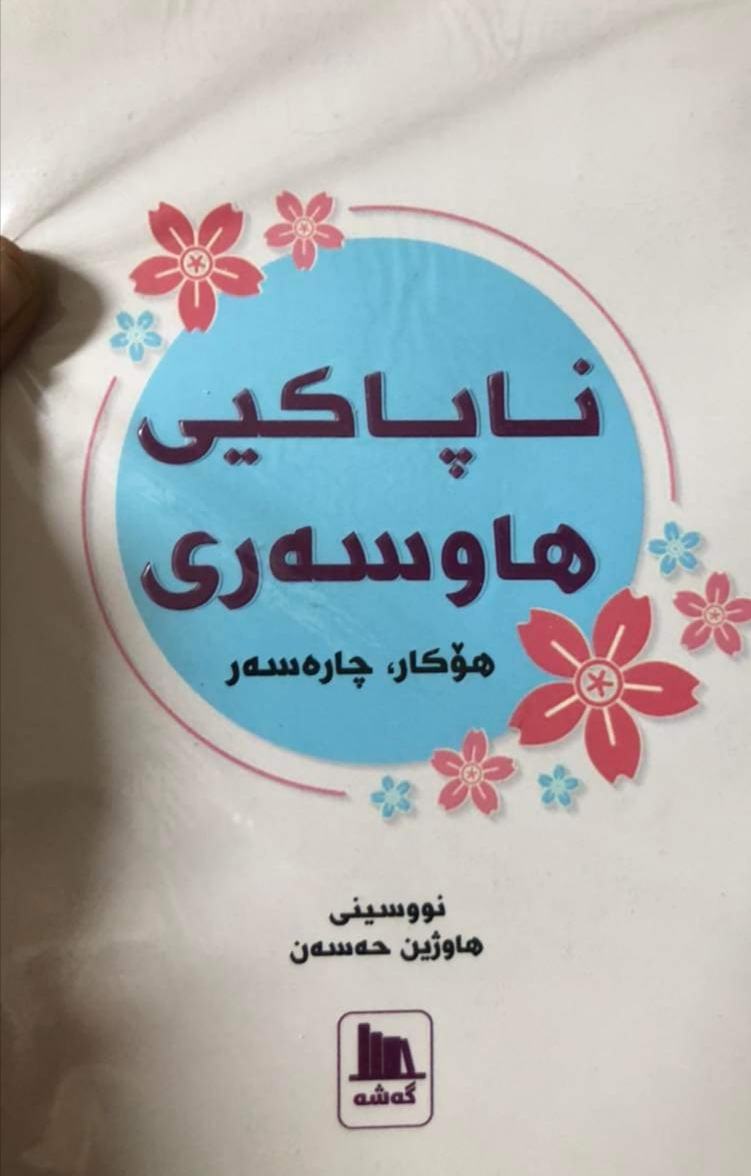 ناپاکیی
هاوسەری
هۆکار، چارەسەر
نووسینی
هاوژین حەسەن
گەشە